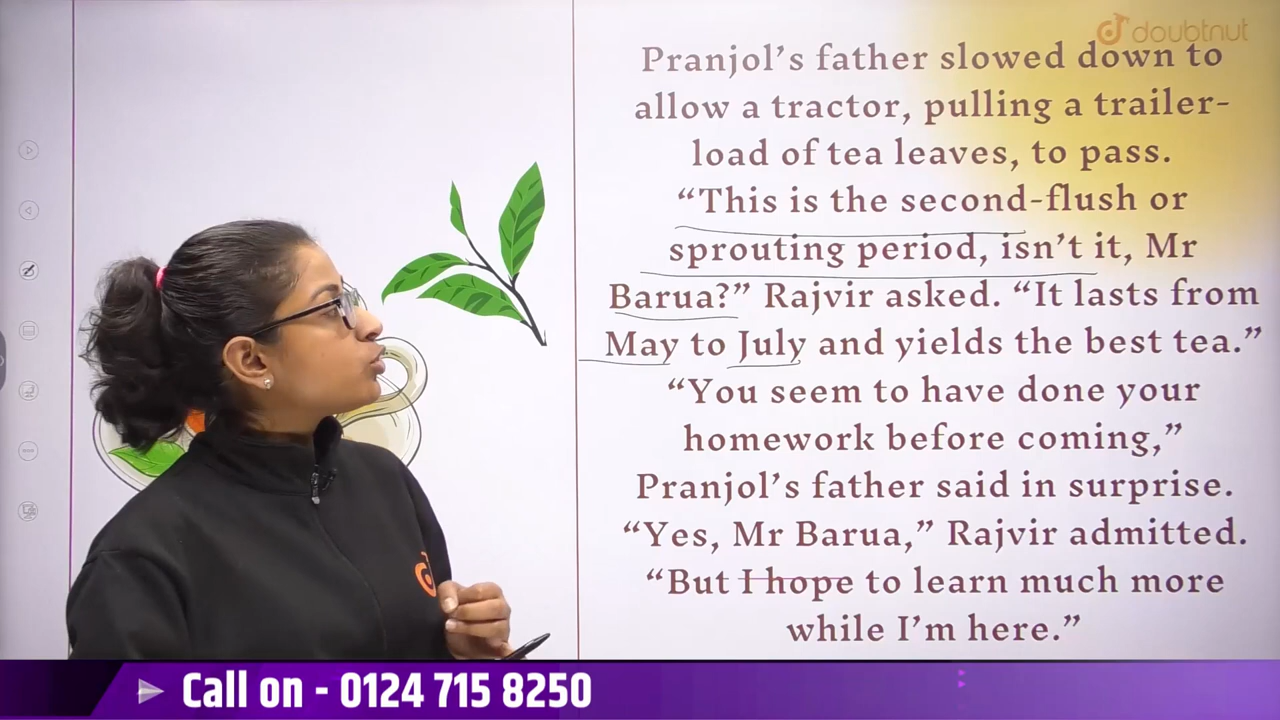 doubtnut
Pranjol's father slowed down to
allow a tractor, pulling a trailer-
load of tea leaves, to pass.
“This is the second-flush or
sprouting period, isn't it, Mr
Barua?” Rajvir asked. “It lasts from
May to July and yields the best tea.”
“You seem to have done your
homework before coming,”
Pranjol's father said in surprise.
“Yes, Mr Barua,” Rajvir admitted.
“But I hope to learn much more
while I'm here.”
Call on - 0124 715 8250